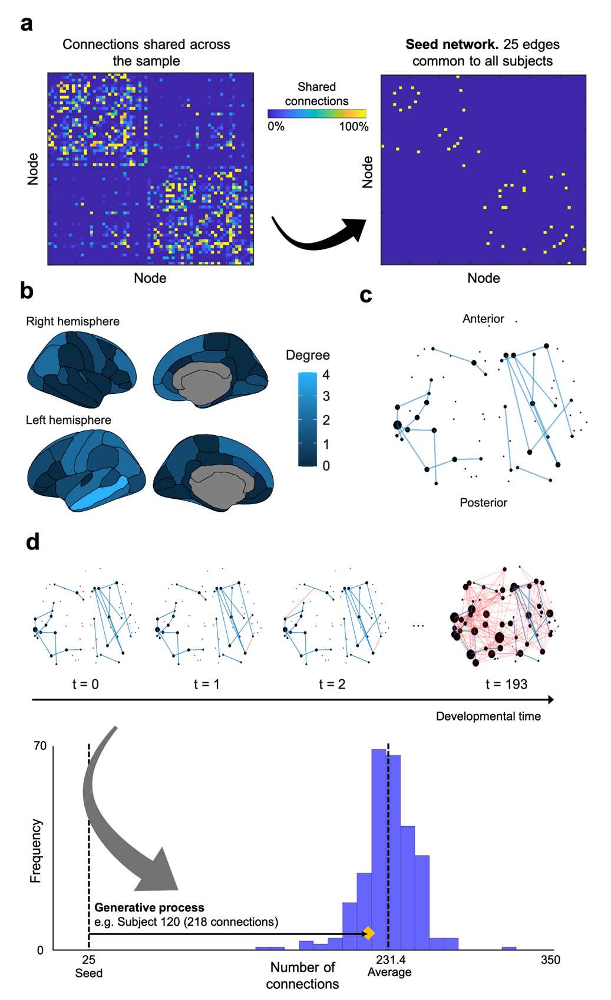 a
Connections shared across
the sample
Seed network. 25 edges
common to all subjects
Shared
connections
0%
100%
Node
Node
Node
Node
b
c
Right hemisphere
Left hemisphere
Degree
4
3
2
1
0
Anterior
Posterior
d
...
t = 0
t = 1
t = 2
t = 193
Developmental time
70
Frequency
0
Generative process
e.g. Subject 120 (218 connections)
25
Seed
Number of
connections
231.4
Average
350